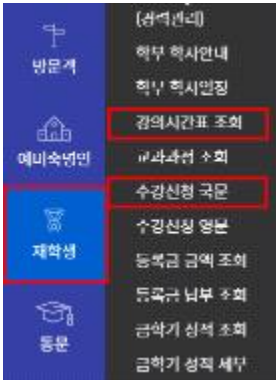 방문객
예비숙명인
재학생
동문
(경력관리)
학부 학사안내
학부 학사일정
강의시간표 조회
교과과정 조회
수강신청 국문
수강신청 영문
등록금 금액 조회
등록금 납부 조회
금학기 성적 조회
금학기 성적 세부